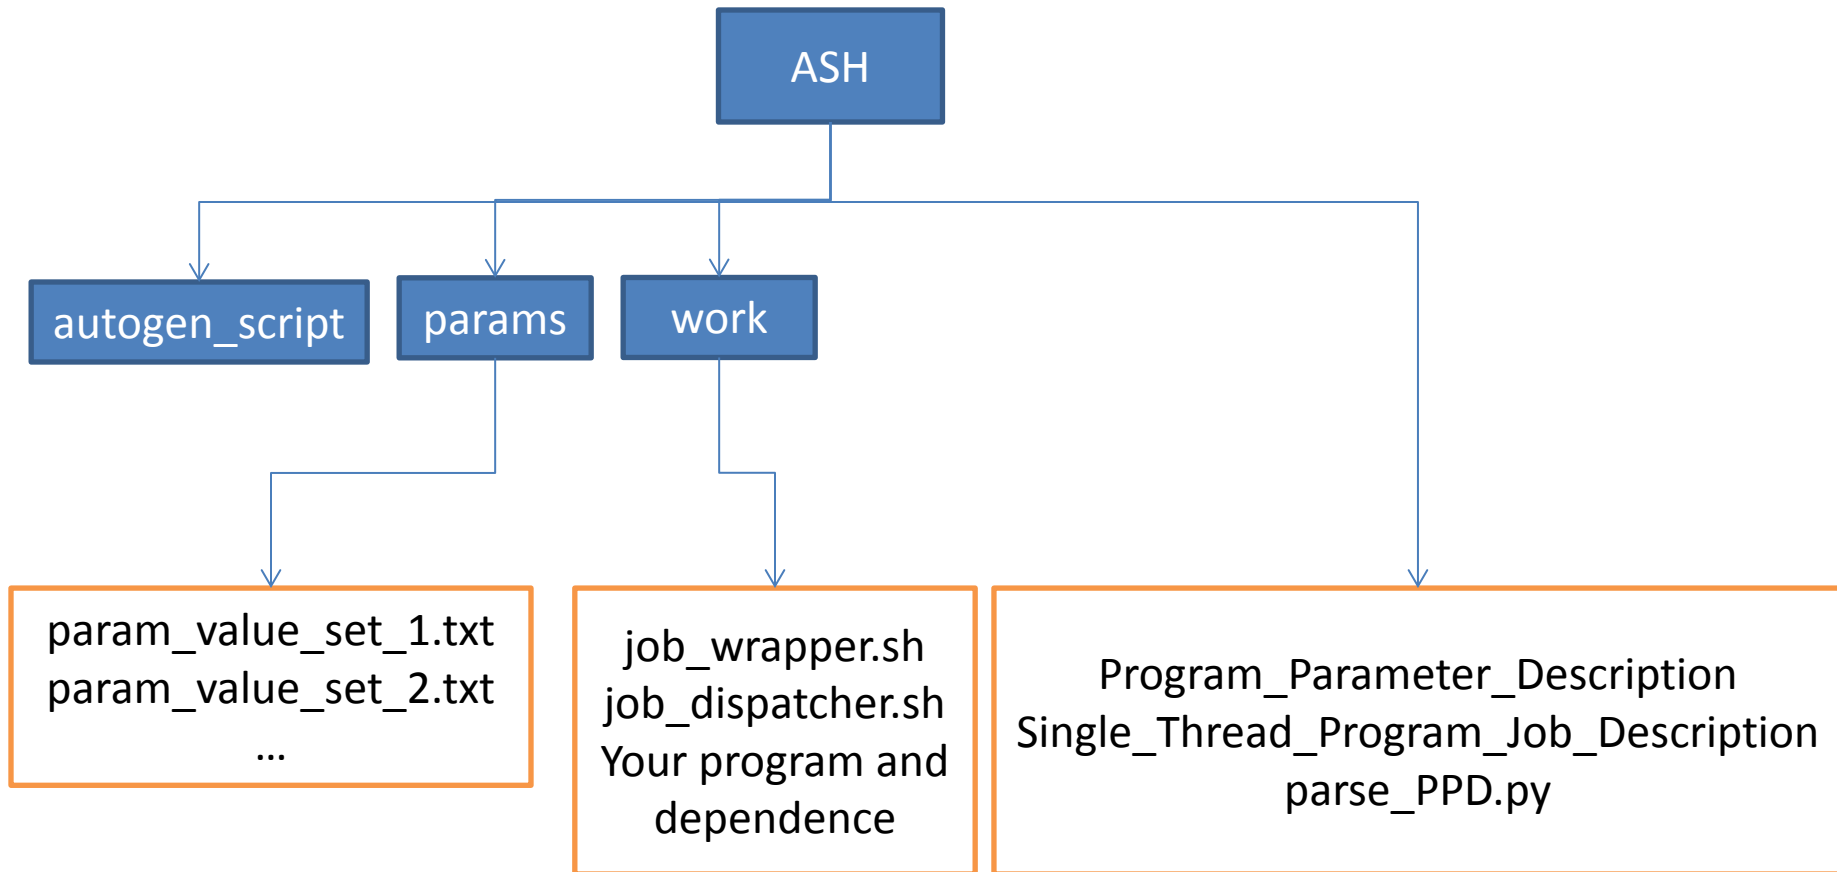 ASH
autogen_script
params
work
param_value_set_1.txt
param_value_set_2.txt
...
job_wrapper.sh
job_dispatcher.sh
Your program and
dependence
Program_Parameter_Description
Single_Thread_Program_Job_Description
parse_PPD.py